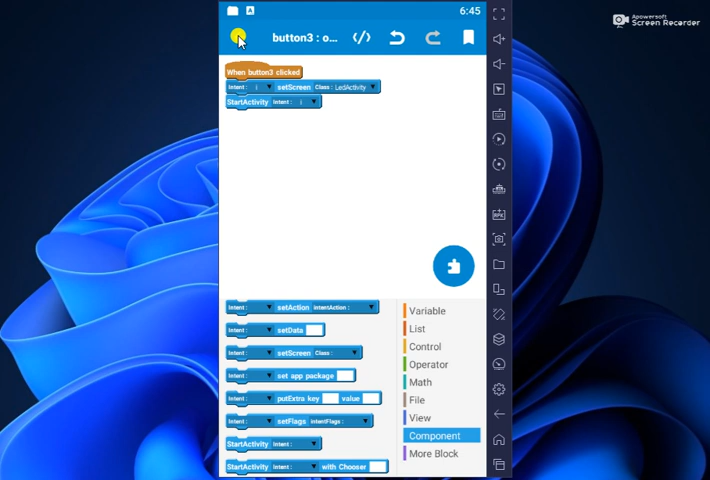 A 6:45
Apowersoft
Screen Recorder
button3 : o... </>
When button3 clicked
Intent : i setScreen Class : LedActivity
StartActivity Intent : i
Intent : setAction intentAction :
Intent : setData
Intent : setScreen Class :
Intent : set app package
Intent : putExtra key value
Intent : setFlags intentFlags :
StartActivity Intent :
StartActivity Intent : with Chooser
Variable
List
Control
Operator
Math
File
View
Component
More Block
RPK